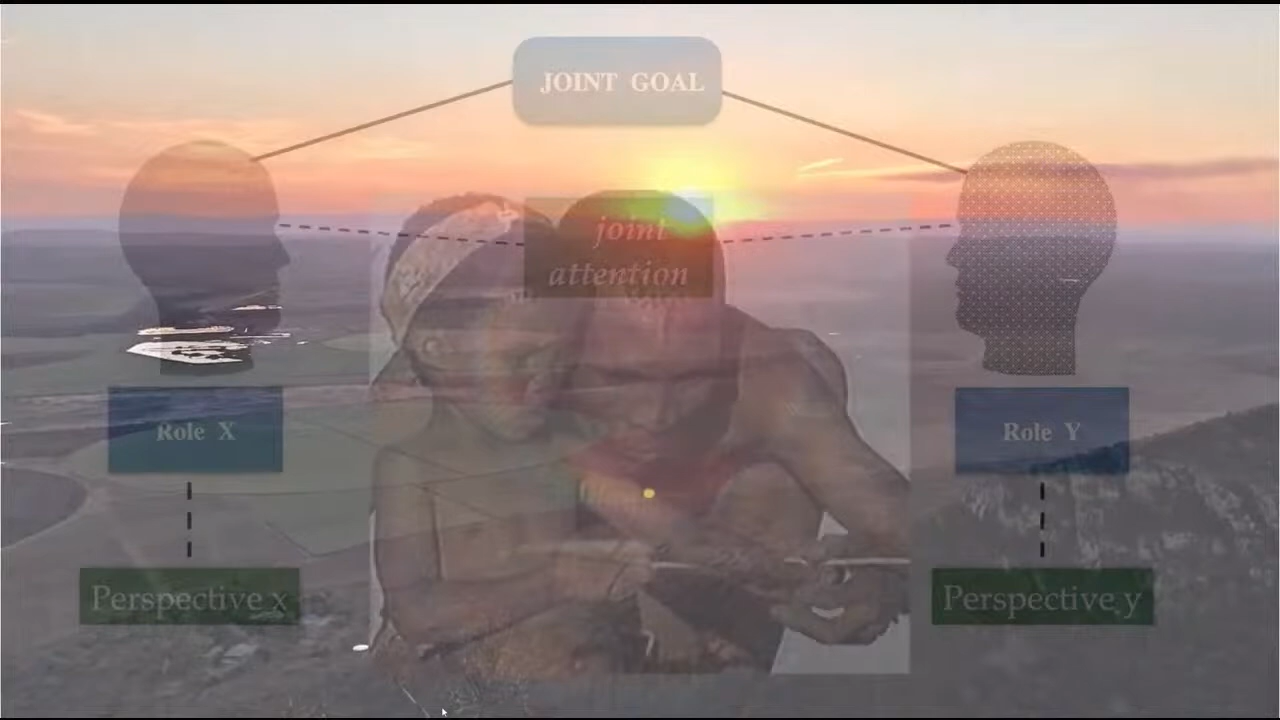 JOINT GOAL
joint
attention
Role X
Role Y
Perspective x
Perspective y